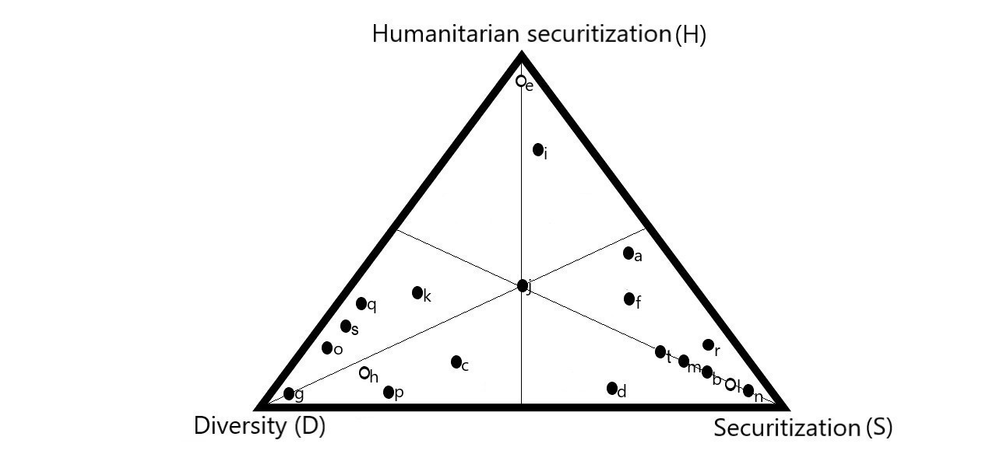 Humanitarian securitization (H)
e
i
a
j
k
f
q
s
o
r
t
m
c
h
b
l
g
p
d
n
Diversity (D)
Securitization (S)